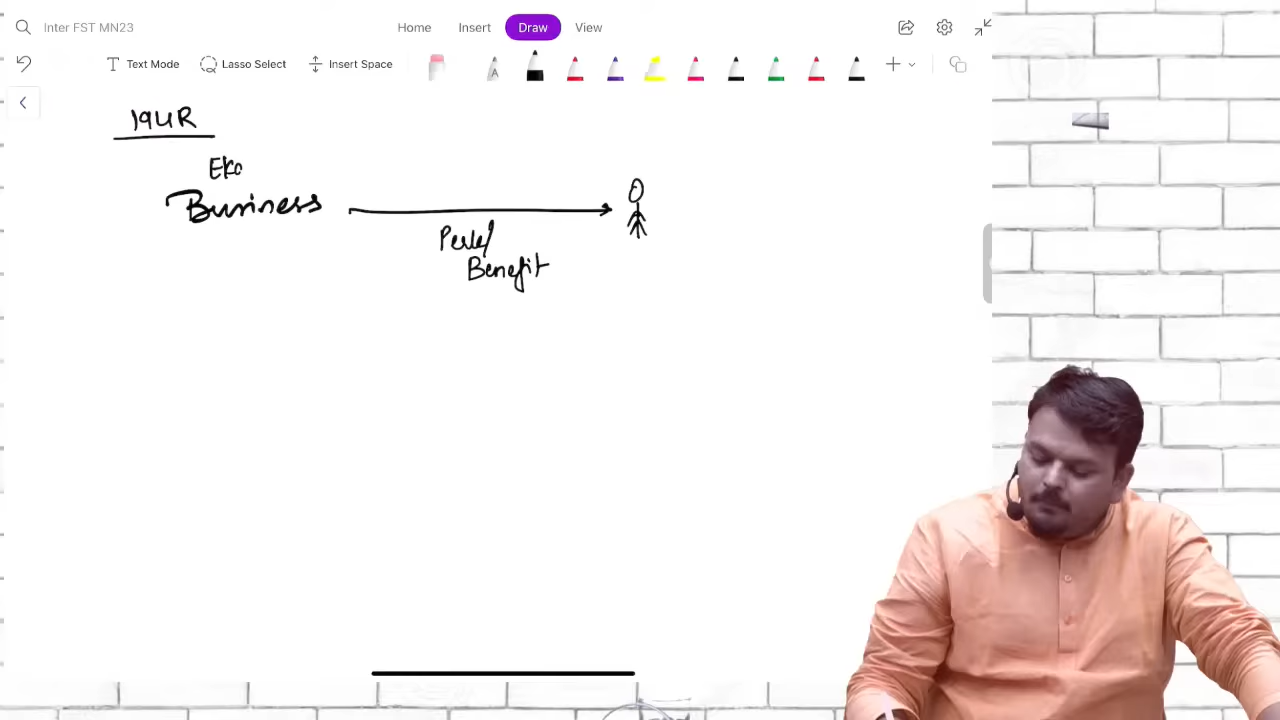 Inter FST MN23
Home Insert Draw View
Text Mode Lasso Select Insert Space
A
194R
Eko
Business
Perk/
Benefit